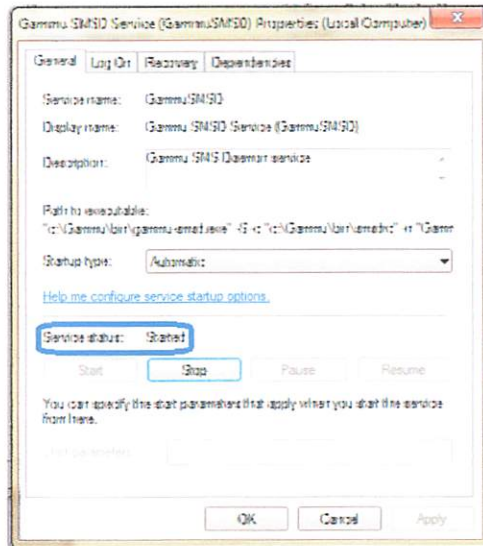 Gammu SMSD Service (GammuSMSD) Properties (Local Computer)
General Log On Recovery Dependencies
Service name: GammuSMSD
Display name: Gammu SMSD Service (GammuSMSD)
Description: Gammu SMS Daemon service
Path to executable:
"c:\Gammu\bin\gammu-smsd.exe" -S -c "c:\Gammu\bin\smsdrc" -n "Gamm
Startup type: Automatic
Help me configure service startup options.
Service status: Started
Start Stop Pause Resume
You can specify the start parameters that apply when you start the service
from here.
Start parameters:
OK Cancel Apply